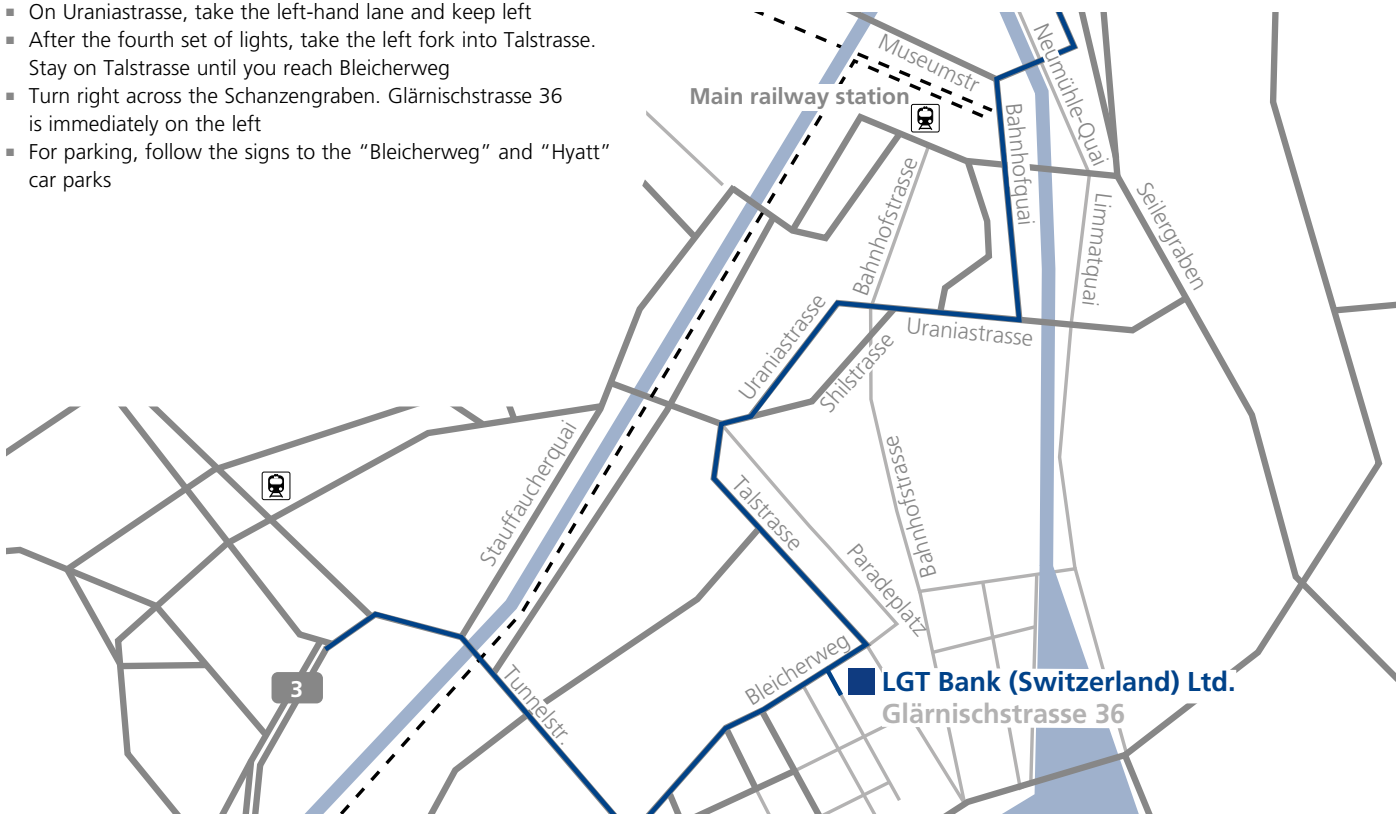 ▪ On Uraniastrasse, take the left-hand lane and keep left
▪ After the fourth set of lights, take the left fork into Talstrasse.
Stay on Talstrasse until you reach Bleicherweg
▪ Turn right across the Schanzengraben. Glärnischstrasse 36
is immediately on the left
▪ For parking, follow the signs to the “Bleicherweg” and “Hyatt”
car parks
Museumstr
Neumühle-Quai
Main railway station
Bahnhofquai
Bahnhofstrasse
Limmatquai
Seilergraben
Uraniastrasse
Uraniastrasse
Shilstrasse
Stauffaucherquai
Bahnhofstrasse
Talstrasse
Paradeplatz
Bleicherweg
Tunnelstr.
3
LGT Bank (Switzerland) Ltd.
Glärnischstrasse 36